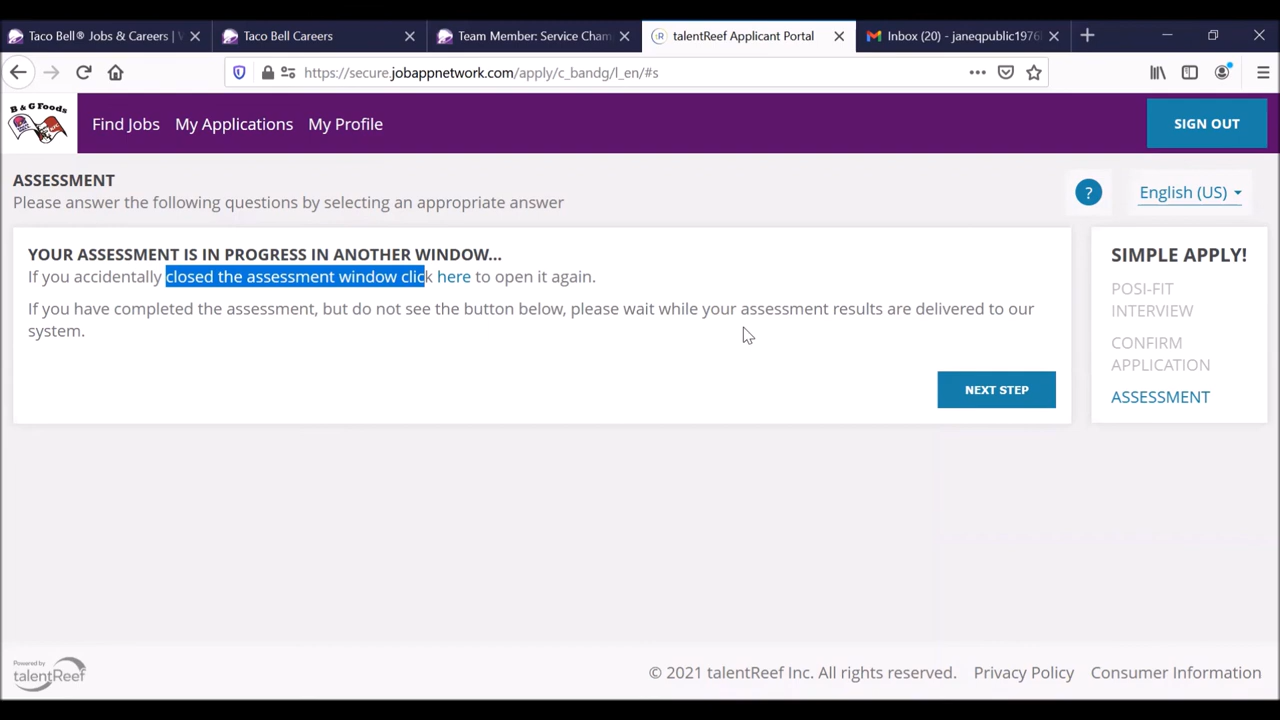 Taco Bell® Jobs & Careers |
Taco Bell Careers
Team Member: Service Cham
talentReef Applicant Portal
Inbox (20) - janeqpublic1976
https://secure.jobappnetwork.com/apply/c_bandg/l_en/#s
B & G Foods
Find Jobs
My Applications
My Profile
SIGN OUT
ASSESSMENT
Please answer the following questions by selecting an appropriate answer
?
English (US)
YOUR ASSESSMENT IS IN PROGRESS IN ANOTHER WINDOW...
If you accidentally closed the assessment window click here to open it again.
If you have completed the assessment, but do not see the button below, please wait while your assessment results are delivered to our
system.
NEXT STEP
SIMPLE APPLY!
POSI-FIT
INTERVIEW
CONFIRM
APPLICATION
ASSESSMENT
Powered by
talentReef
© 2021 talentReef Inc. All rights reserved.
Privacy Policy
Consumer Information